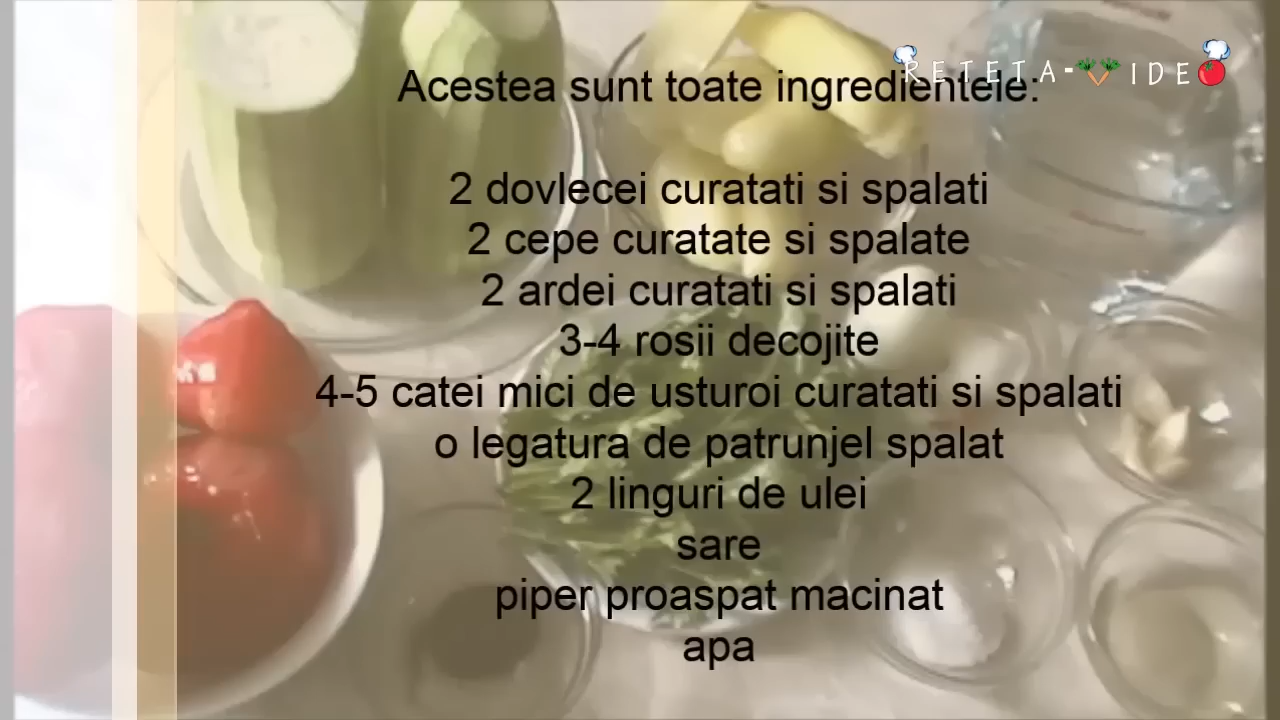 RETETA-VIDEO
Acestea sunt toate ingredientele:
2 dovlecei curatati si spalati
2 cepe curatate si spalate
2 ardei curatati si spalati
3-4 rosii decojite
4-5 catei mici de usturoi curatati si spalati
o legatura de patrunjel spalat
2 linguri de ulei
sare
piper proaspat macinat
apa